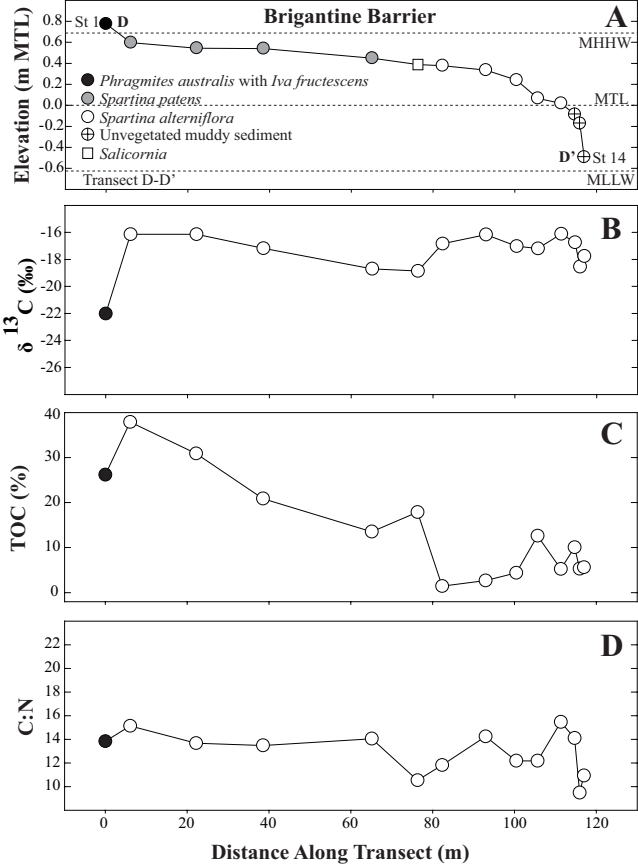 Brigantine Barrier
A
St 1 D
MHHW
Phragmites australis with Iva fructescens
Spartina patens
Spartina alterniflora
Unvegetated muddy sediment
Salicornia
MTL
D' St 14
Transect D-D'
MLLW
0.8
0.6
0.4
0.2
0.0
-0.2
-0.4
-0.6
Elevation (m MTL)
B
-16
-18
-20
-22
-24
-26
δ 13C (‰)
C
40
30
20
10
0
TOC (%)
D
22
20
18
16
14
12
10
C:N
0 20 40 60 80 100 120
Distance Along Transect (m)